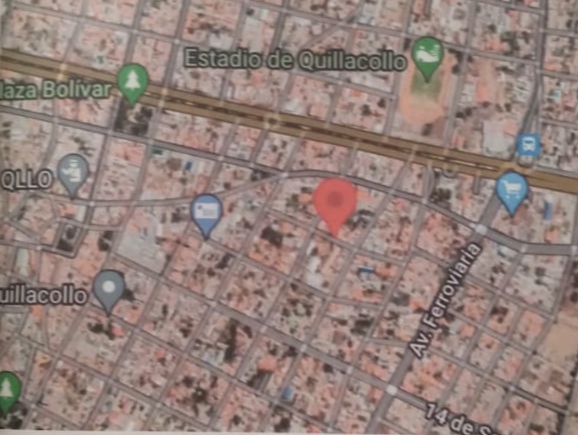 Estadio de Quillacollo
laza Bolívar
QLLO
uillacollo
Av. Ferroviaria
14 de S